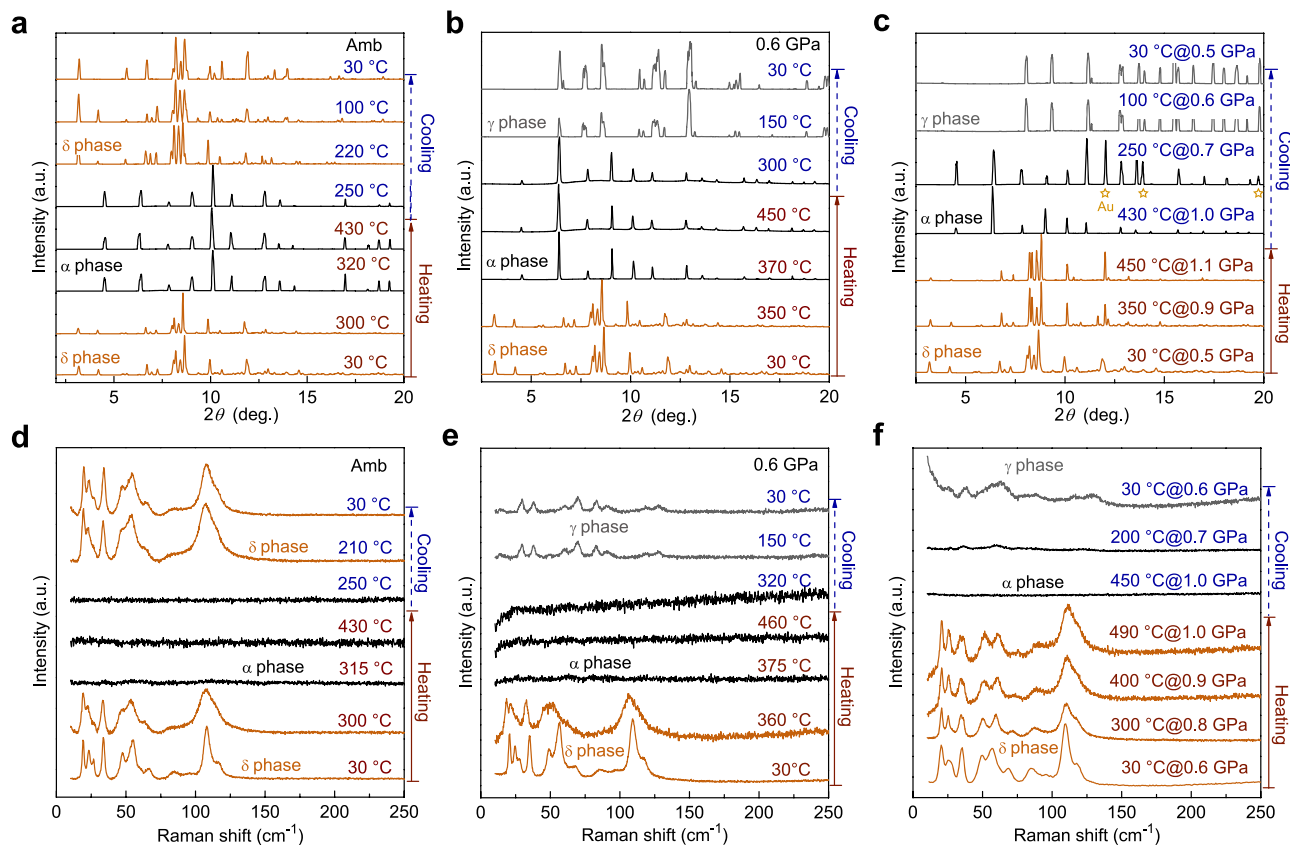 a
Amb
30 °C
100 °C
δ phase
220 °C
250 °C
430 °C
α phase
320 °C
300 °C
δ phase
30 °C
Cooling
Heating
Intensity (a.u.)
5
10
15
20
2θ (deg.)
b
0.6 GPa
30 °C
γ phase
150 °C
300 °C
450 °C
α phase
370 °C
350 °C
δ phase
30 °C
Cooling
Heating
Intensity (a.u.)
5
10
15
20
2θ (deg.)
c
30 °C@0.5 GPa
100 °C@0.6 GPa
γ phase
250 °C@0.7 GPa
Au
α phase
430 °C@1.0 GPa
450 °C@1.1 GPa
350 °C@0.9 GPa
δ phase
30 °C@0.5 GPa
Cooling
Heating
Intensity (a.u.)
5
10
15
20
2θ (deg.)
d
Amb
30 °C
δ phase
210 °C
250 °C
430 °C
α phase
315 °C
300 °C
δ phase
30 °C
Cooling
Heating
Intensity (a.u.)
0
50
100
150
200
250
Raman shift (cm-1)
e
0.6 GPa
30 °C
γ phase
150 °C
320 °C
460 °C
α phase
375 °C
360 °C
δ phase
30°C
Cooling
Heating
Intensity (a.u.)
0
50
100
150
200
250
Raman shift (cm-1)
f
γ phase
30 °C@0.6 GPa
200 °C@0.7 GPa
α phase
450 °C@1.0 GPa
490 °C@1.0 GPa
400 °C@0.9 GPa
300 °C@0.8 GPa
δ phase
30 °C@0.6 GPa
Cooling
Heating
Intensity (a.u.)
0
50
100
150
200
250
Raman shift (cm-1)